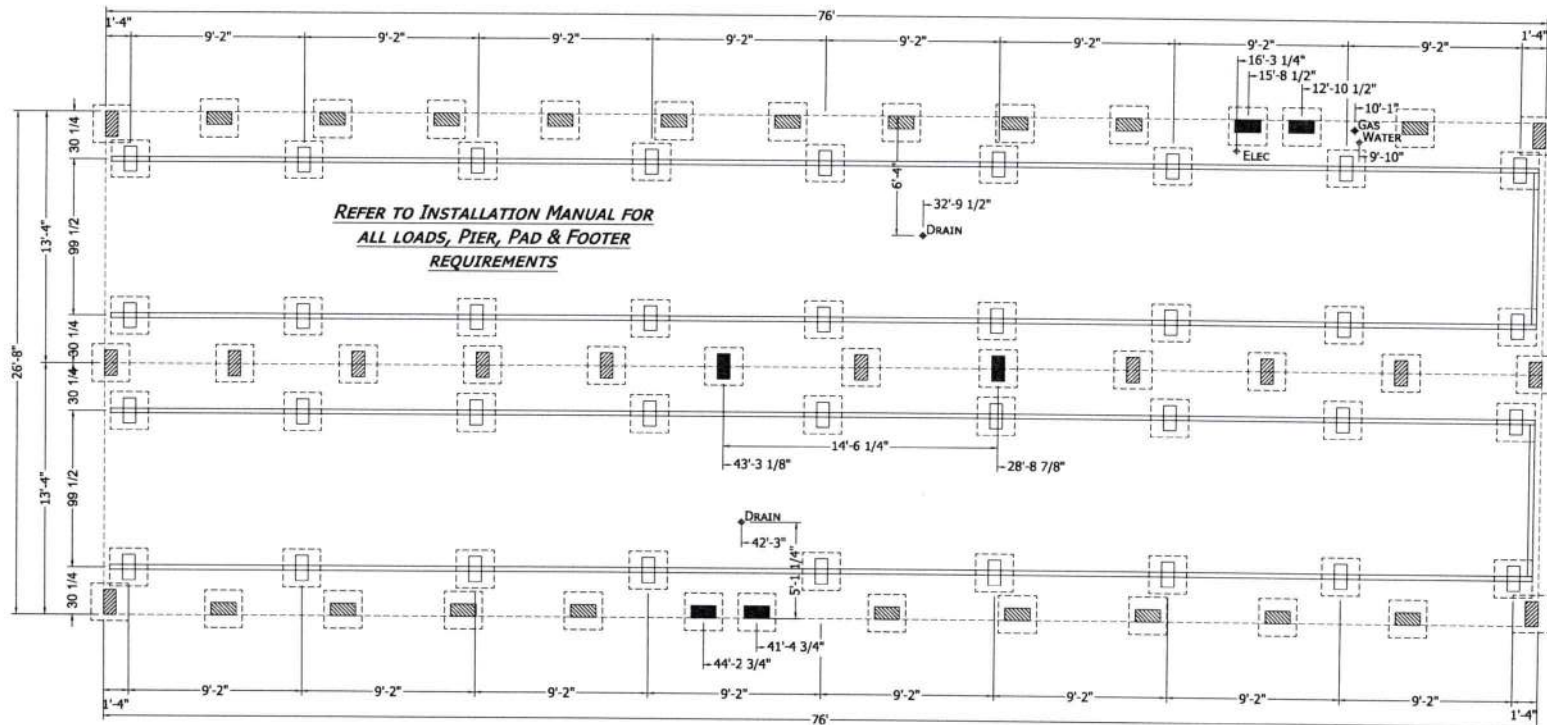 76'
1'-4" 9'-2" 9'-2" 9'-2" 9'-2" 9'-2" 9'-2" 9'-2" 9'-2" 1'-4"
16'-3 1/4"
15'-8 1/2"
12'-10 1/2"
10'-1"
GAS
WATER
ELEC
9'-10"
30 1/4
6'-4"
32'-9 1/2"
DRAIN
REFER TO INSTALLATION MANUAL FOR
ALL LOADS, PIER, PAD & FOOTER
REQUIREMENTS
13'-4"
99 1/2
30 1/4
26'-8"
30 1/4
14'-6 1/4"
43'-3 1/8"
28'-8 7/8"
13'-4"
99 1/2
DRAIN
42'-3"
5'-1 1/4"
30 1/4
41'-4 3/4"
44'-2 3/4"
1'-4" 9'-2" 9'-2" 9'-2" 9'-2" 9'-2" 9'-2" 9'-2" 9'-2" 1'-4"
76'